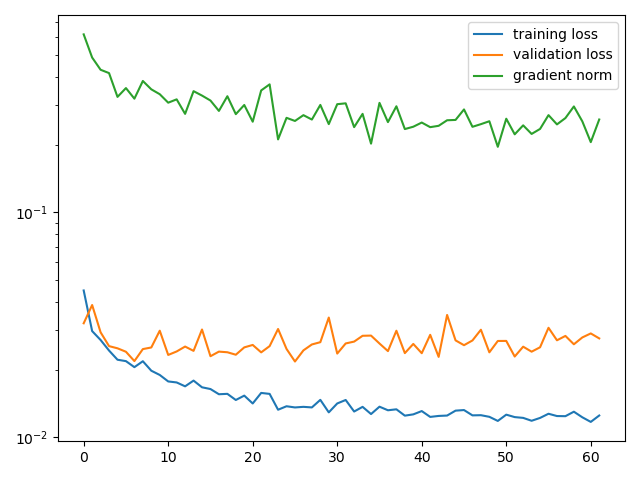 training loss
validation loss
gradient norm
10⁻¹
10⁻²
0 10 20 30 40 50 60